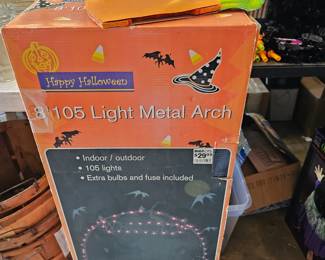 Happy Halloween
8' 105 Light Metal Arch
• Indoor / outdoor
• 105 lights
• Extra bulbs and fuse included
$29.99